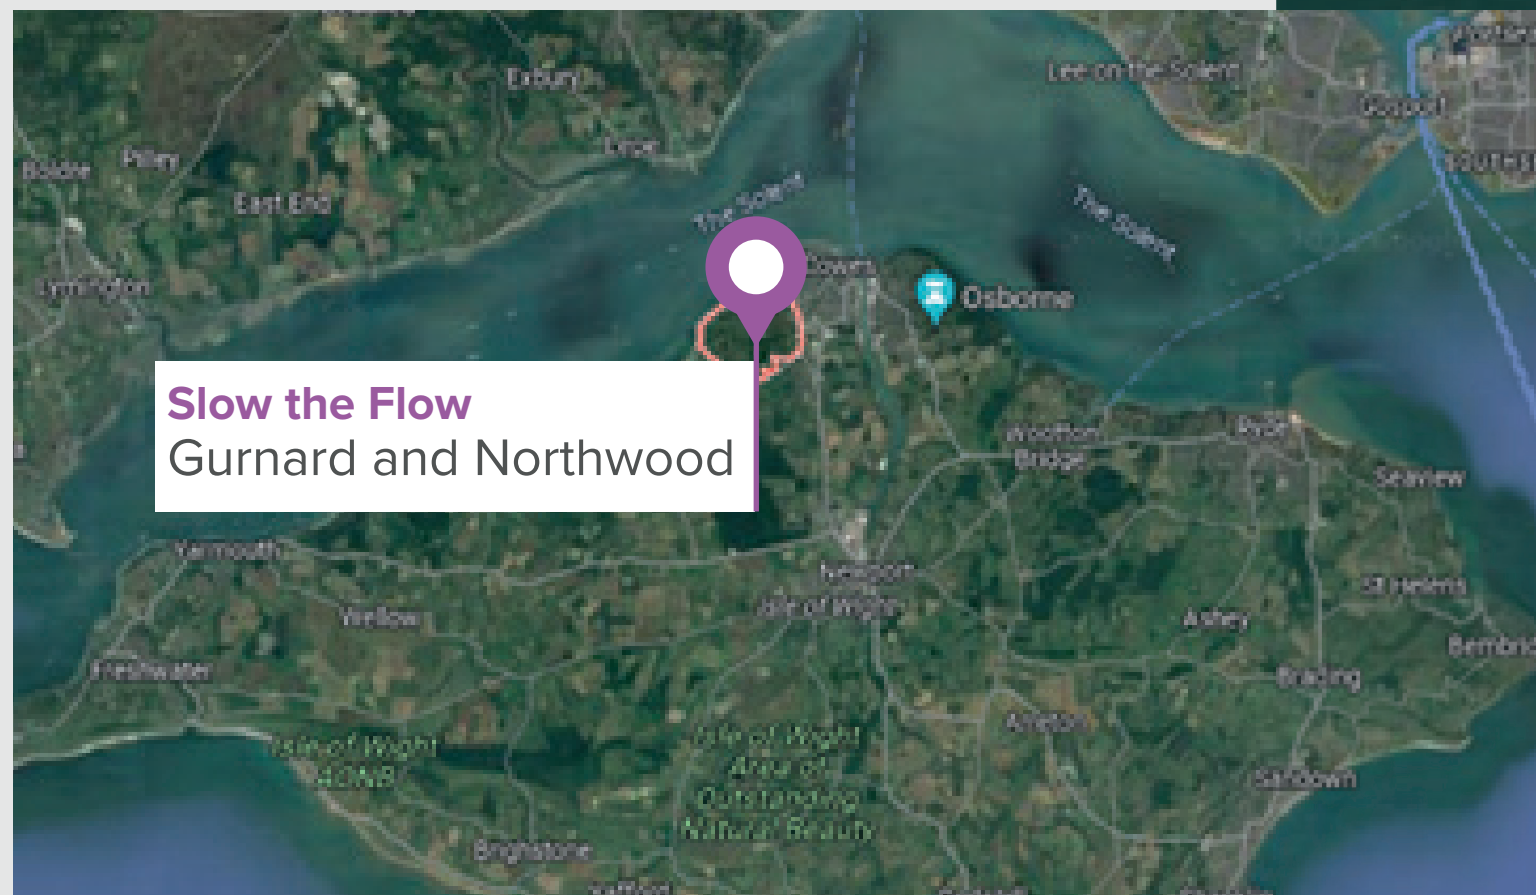 Exbury
Lee-on-the-Solent
Gosport
Lepe
Boldre
Pilley
East End
The Solent
The Solent
Lymington
Cowes
Osborne
Slow the Flow
Gurnard and Northwood
Wootton
Bridge
Ryde
Seaview
Yarmouth
Newport
Isle of Wight
St Helens
Wellow
Ashey
Freshwater
Brading
Arreton
Isle of Wight
AONB
Isle of Wight
Area of
Outstanding
Natural Beauty
Sandown
Brighstone